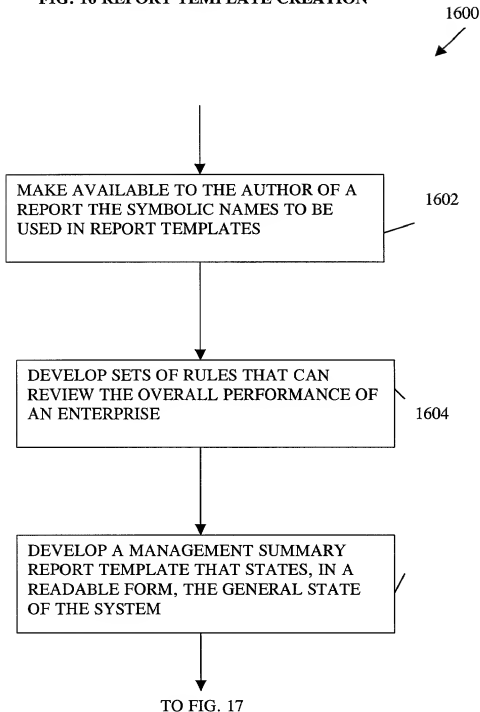 FIG. 16 REPORT TEMPLATE CREATION
1600
MAKE AVAILABLE TO THE AUTHOR OF A
REPORT THE SYMBOLIC NAMES TO BE
USED IN REPORT TEMPLATES
1602
DEVELOP SETS OF RULES THAT CAN
REVIEW THE OVERALL PERFORMANCE OF
AN ENTERPRISE
1604
DEVELOP A MANAGEMENT SUMMARY
REPORT TEMPLATE THAT STATES, IN A
READABLE FORM, THE GENERAL STATE
OF THE SYSTEM
TO FIG. 17